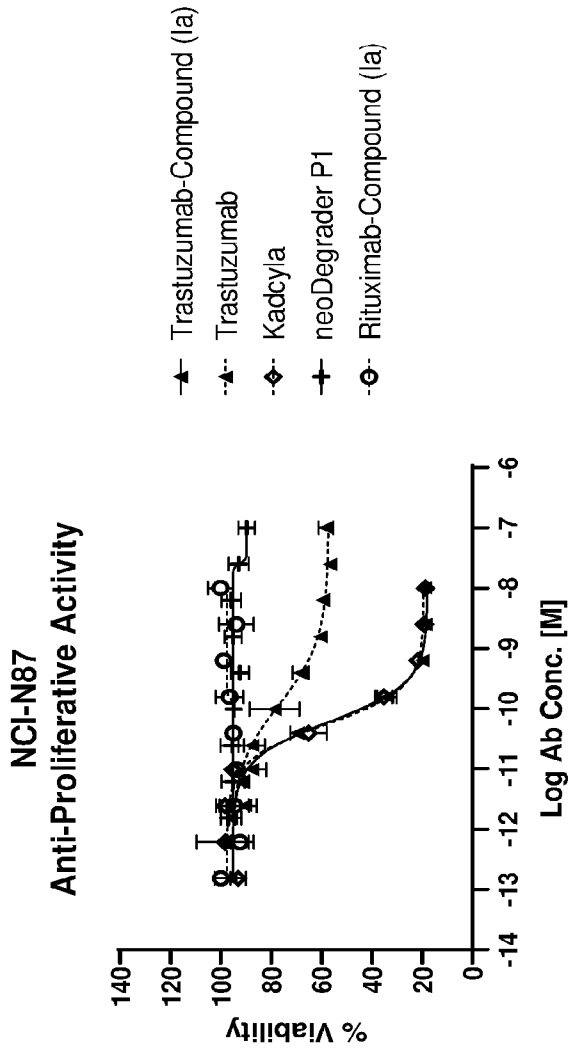 NCI-N87
Anti-Proliferative Activity
% Viability
140
120
100
80
60
40
20
0
-14
-13
-12
-11
-10
-9
-8
-7
-6
Log Ab Conc. [M]
Trastuzumab-Compound (Ia)
Trastuzumab
Kadcyla
neoDegrader P1
Rituximab-Compound (Ia)